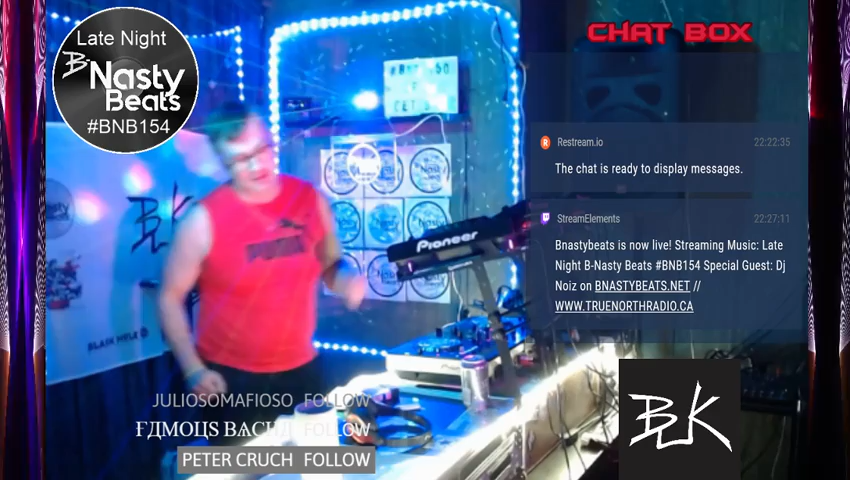 Late Night
B-Nasty
Beats
#BNB154
CHAT BOX
Restream.io 22:22:35
The chat is ready to display messages.
StreamElements 22:27:11
Bnastybeats is now live! Streaming Music: Late
Night B-Nasty Beats #BNB154 Special Guest: Dj
Noiz on BNASTYBEATS.NET //
WWW.TRUENORTHRADIO.CA
PUMA
Pioneer
JULIOSOMAFIOSO FOLLOW
FOLLOW
PETER CRUCH FOLLOW